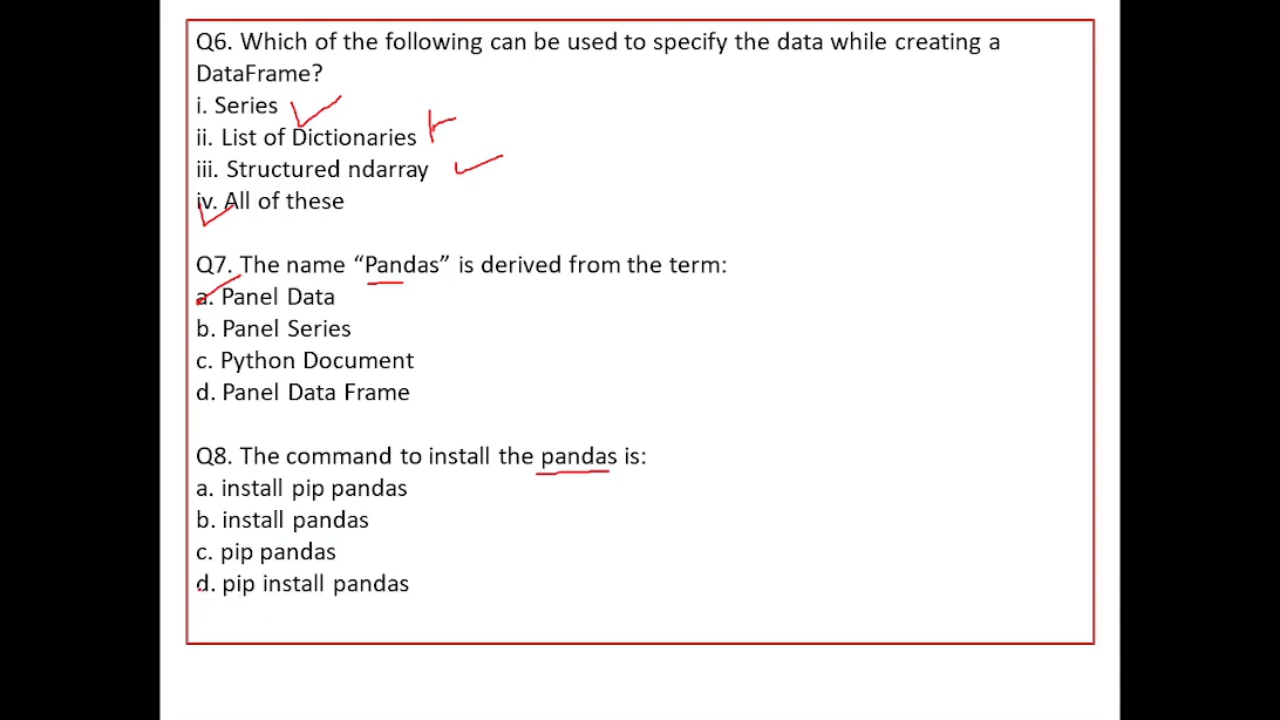 Q6. Which of the following can be used to specify the data while creating a
DataFrame?
i. Series
ii. List of Dictionaries
iii. Structured ndarray
iv. All of these
Q7. The name “Pandas” is derived from the term:
a. Panel Data
b. Panel Series
c. Python Document
d. Panel Data Frame
Q8. The command to install the pandas is:
a. install pip pandas
b. install pandas
c. pip pandas
d. pip install pandas